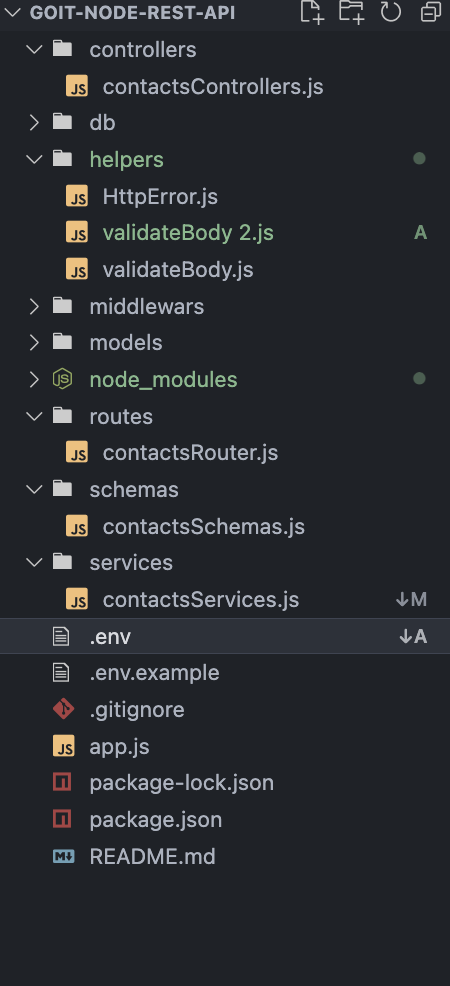 GOIT-NODE-REST-API
controllers
JS contactsControllers.js
db
helpers
JS HttpError.js
JS validateBody 2.js A
JS validateBody.js
middlewars
models
JS node_modules
routes
JS contactsRouter.js
schemas
JS contactsSchemas.js
services
JS contactsServices.js ↓M
.env ↓A
.env.example
.gitignore
JS app.js
package-lock.json
package.json
M↓ README.md